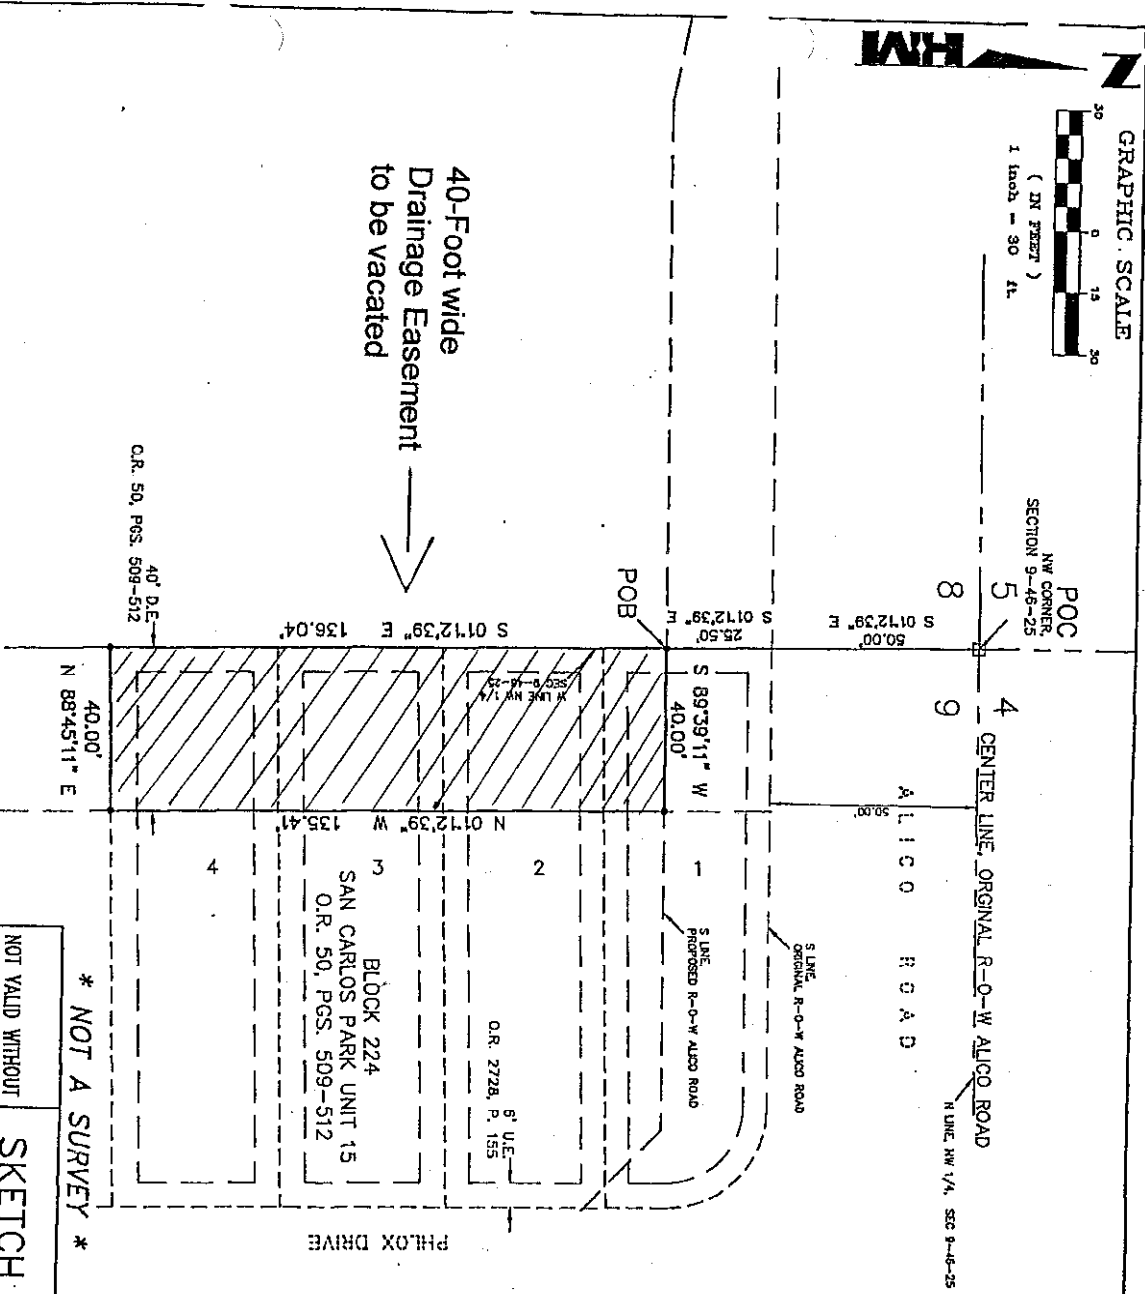 Z
HM
GRAPHIC SCALE
30 0 15 30
( IN FEET )
1 inch = 30 ft.
POC
NW CORNER,
SECTION 9-46-25
5
4
8
9
CENTER LINE, ORGINAL R-O-W ALICO ROAD
N LINE, NW 1/4, SEC 9-46-25
ALICO ROAD
50.00'
S 01°12'39" E
50.00'
S 01°12'39" E
25.50'
S LINE,
ORIGINAL R-O-W ALICO ROAD
S LINE,
PROPOSED R-O-W ALICO ROAD
POB
S 89°39'11" W
40.00'
40-Foot wide
Drainage Easement
to be vacated
S 01°12'39" E 136.04'
W LINE NW 1/4
SEC 9-46-25
N 01°12'39" W 135.41'
1
2
3
4
6' U.E.
O.R. 2728, P. 155
BLOCK 224
SAN CARLOS PARK UNIT 15
O.R. 50, PGS. 509-512
PHLOX DRIVE
40' D.E.
O.R. 50, PGS. 509-512
40.00'
N 88°45'11" E
* NOT A SURVEY *
NOT VALID WITHOUT
SKETCH